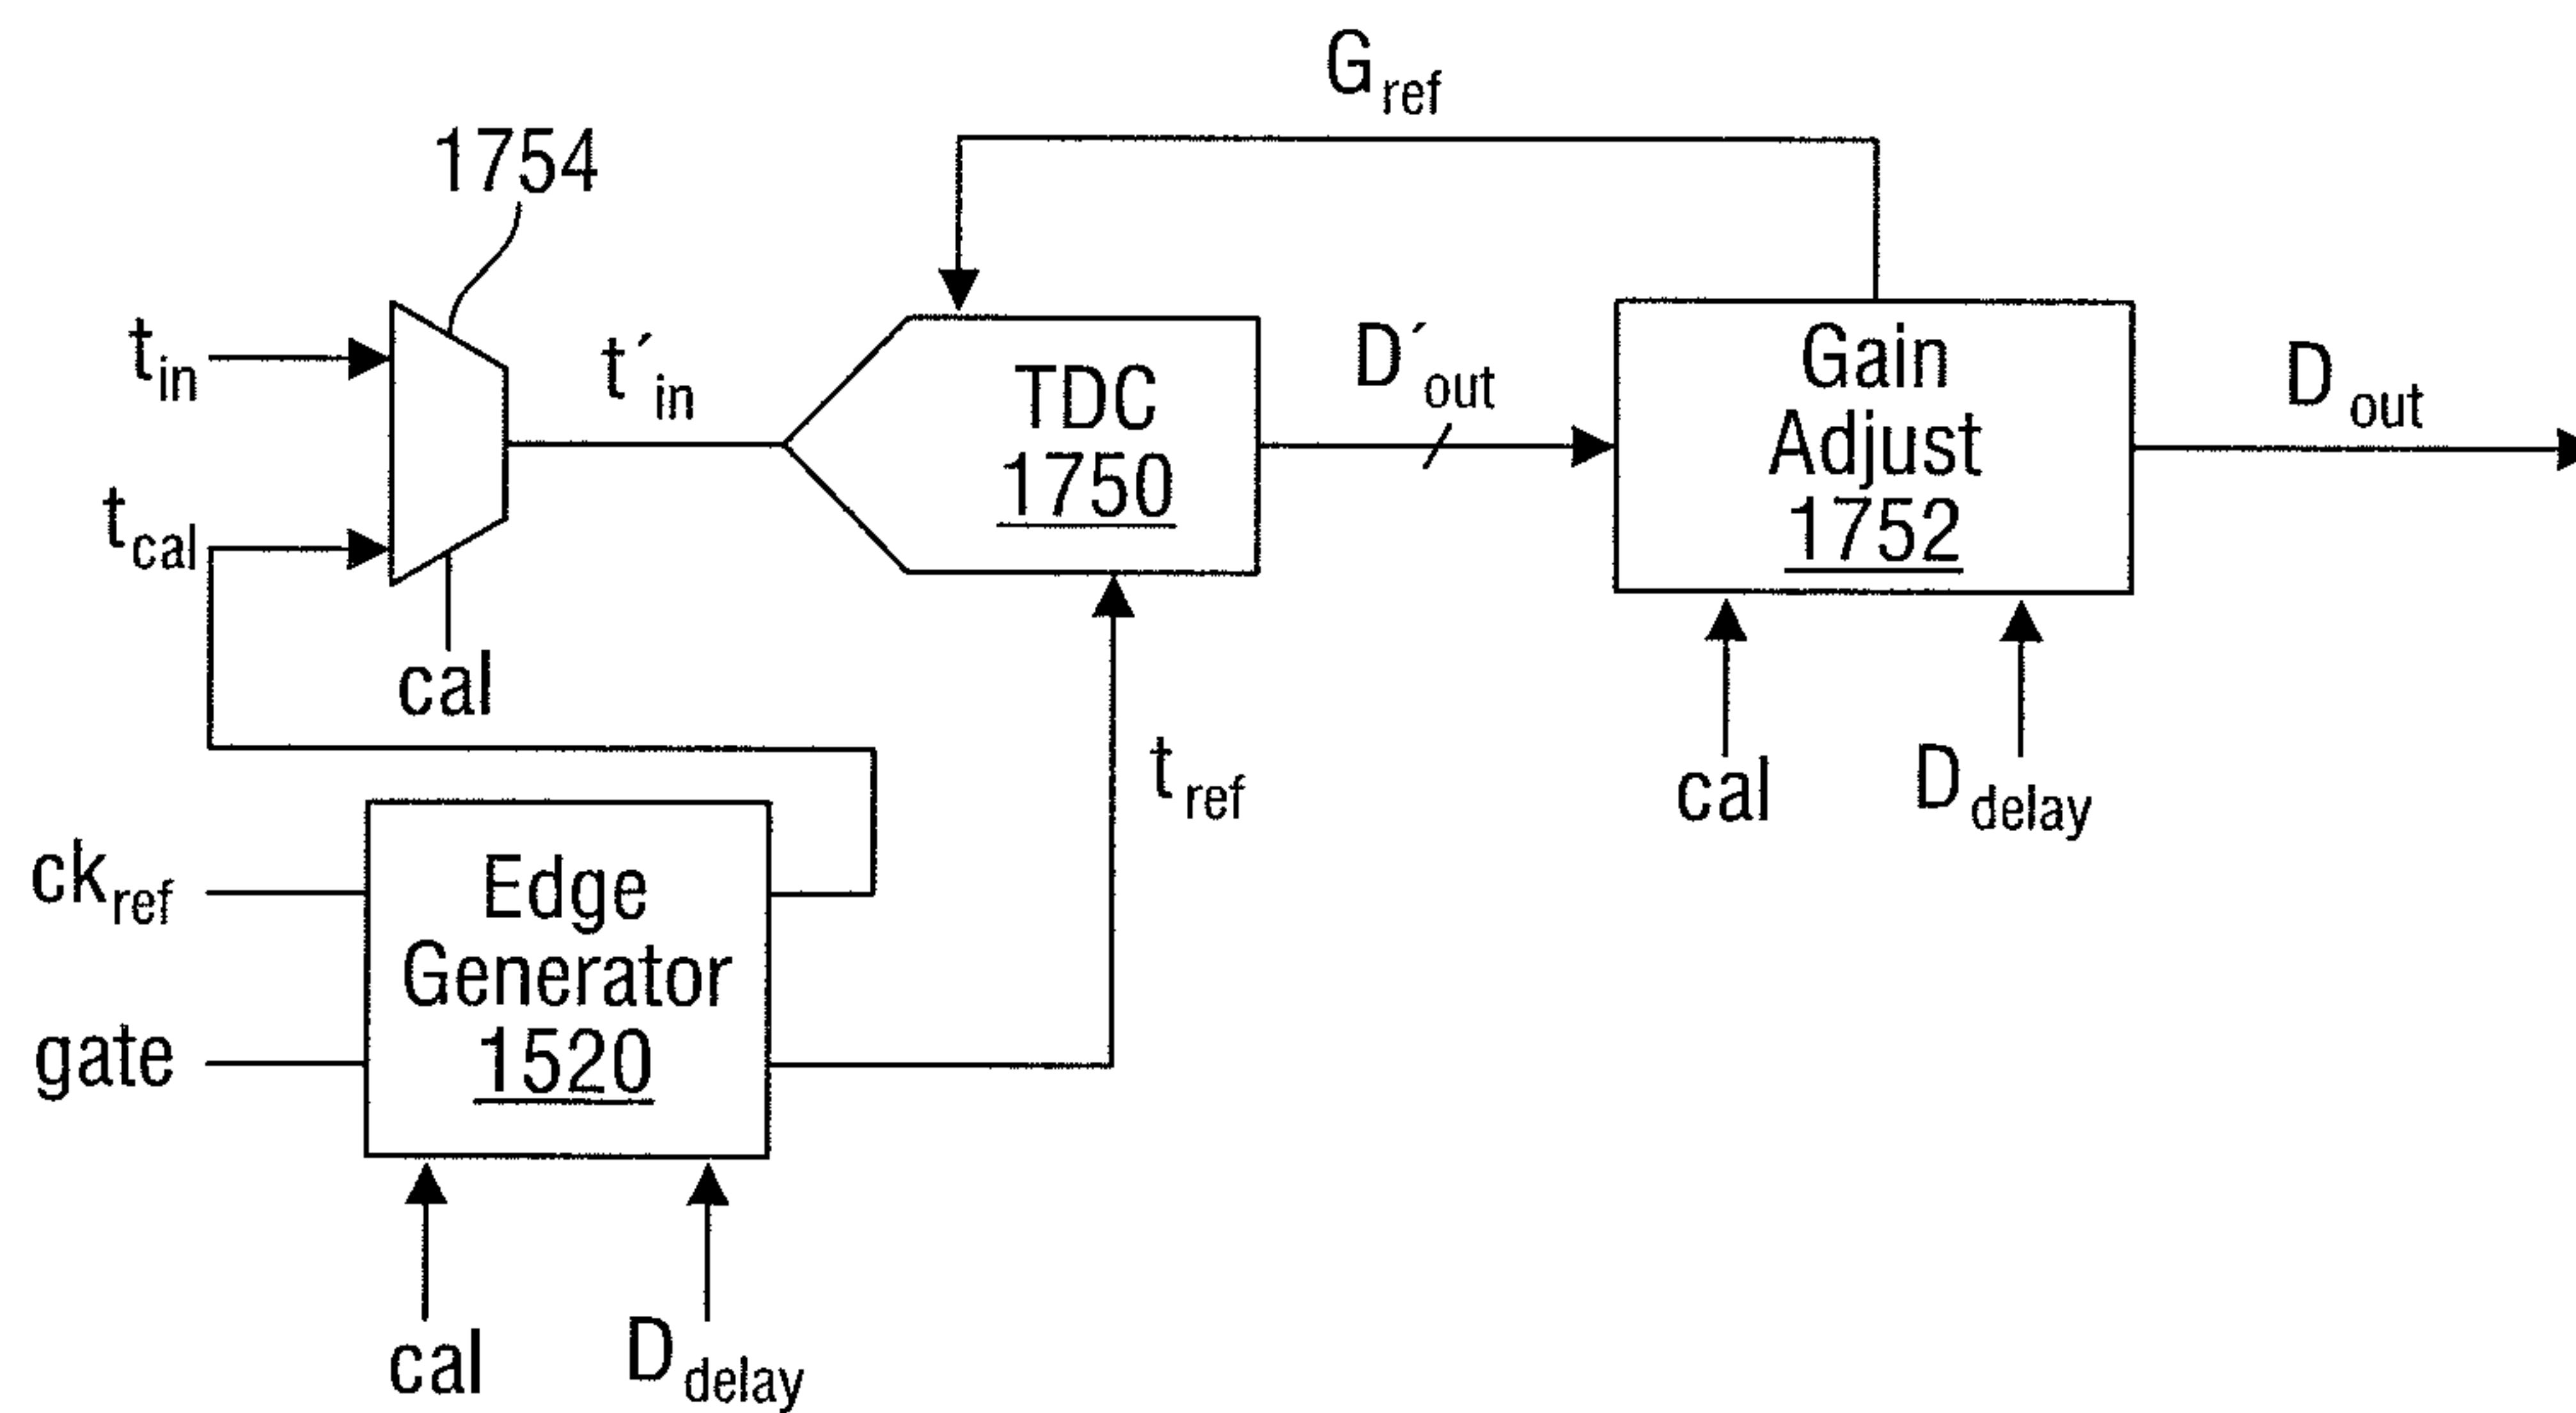 G_ref
1754
t_in
t´_in
TDC
1750
D´_out
Gain
Adjust
1752
D_out
t_cal
cal
t_ref
cal
D_delay
ck_ref
Edge
Generator
1520
gate
cal
D_delay